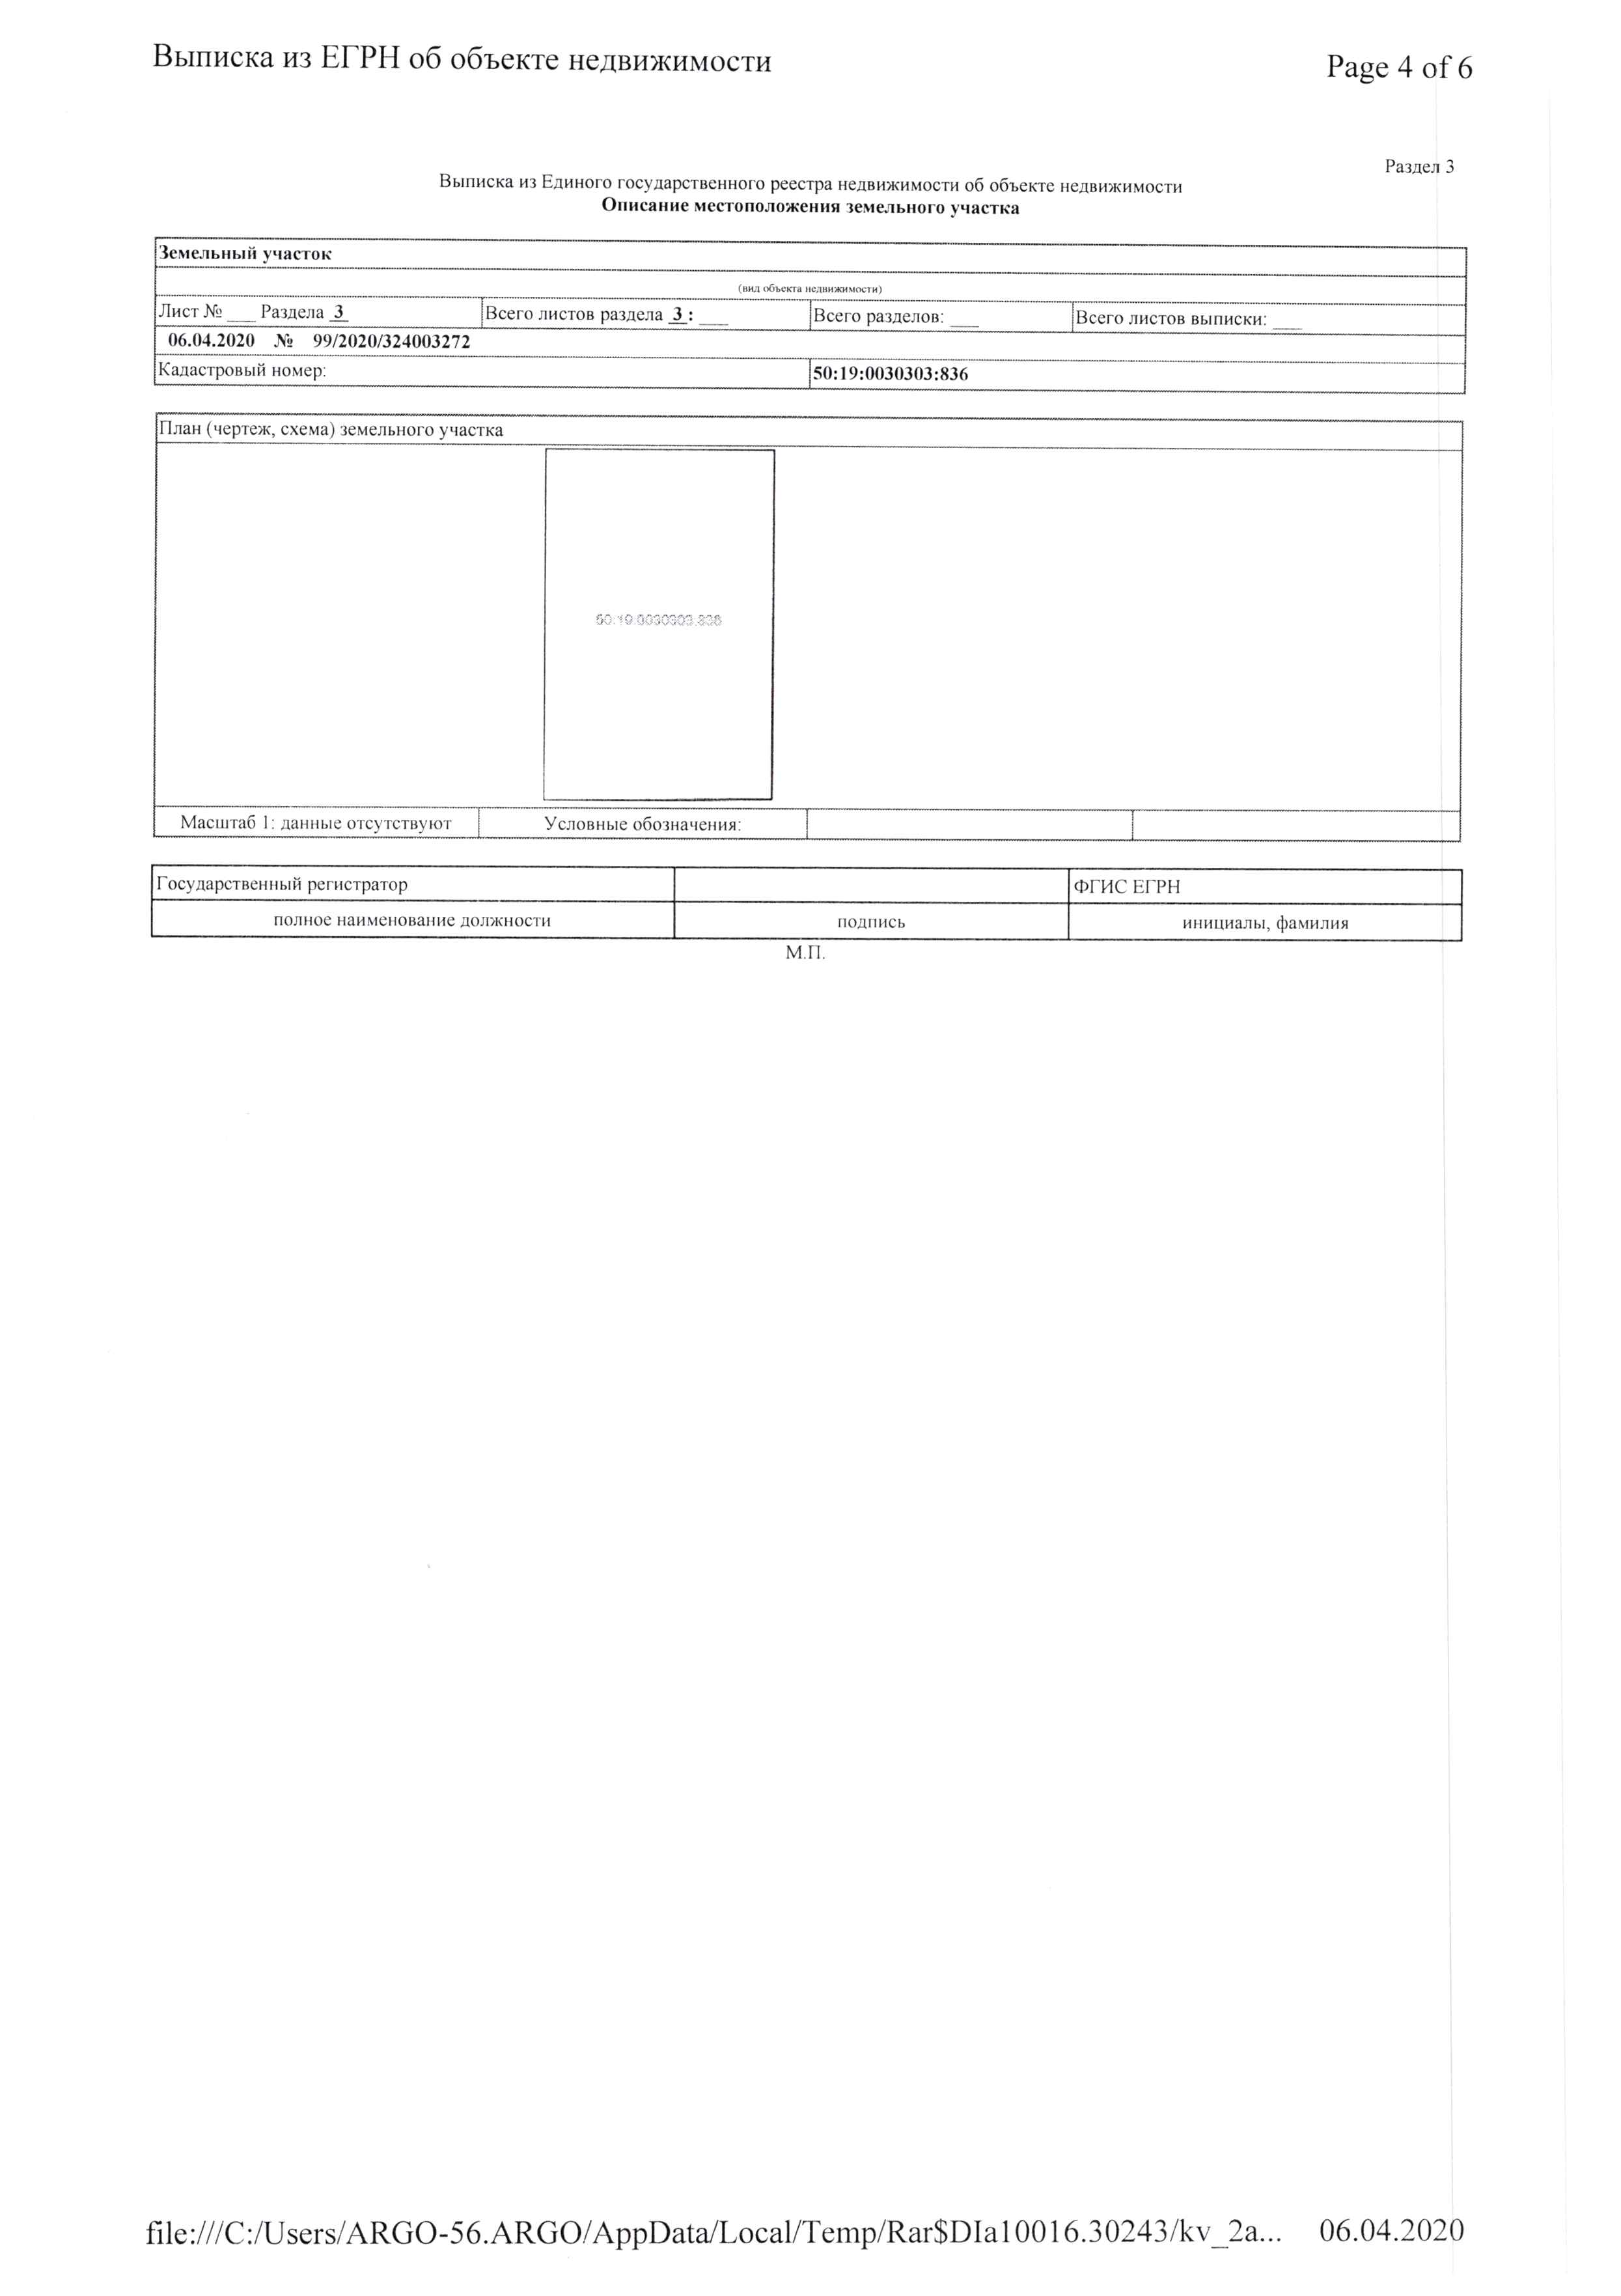 Выписка из ЕГРН об объекте недвижимости Page 4 of 6
Раздел 3
Выписка из Единого государственного реестра недвижимости об объекте недвижимости
Описание местоположения земельного участка
Земельный участок
(вид объекта недвижимости)
Лист № ___ Раздела 3 Всего листов раздела 3 : ___ Всего разделов: ___ Всего листов выписки: ___
06.04.2020 № 99/2020/324003272
Кадастровый номер: 50:19:0030303:836
План (чертеж, схема) земельного участка
50:19:0030303:836
Масштаб 1: данные отсутствуют Условные обозначения:
Государственный регистратор ФГИС ЕГРН
полное наименование должности подпись инициалы, фамилия
М.П.
file:///C:/Users/ARGO-56.ARGO/AppData/Local/Temp/Rar$DIa10016.30243/kv_2a... 06.04.2020